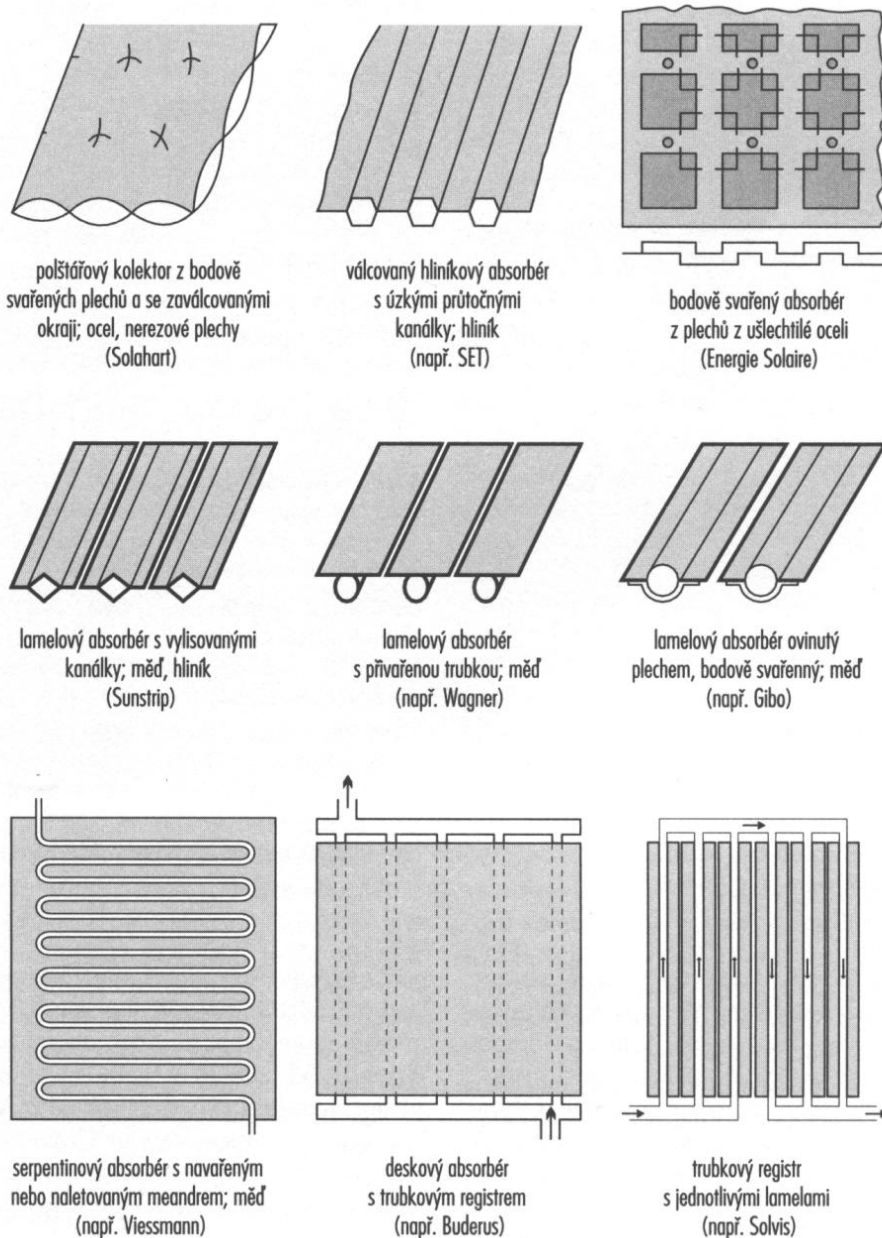 polštářový kolektor z bodově
svařených plechů a se zaválcovanými
okraji; ocel, nerezové plechy
(Solahart)
válcovaný hliníkový absorbér
s úzkými průtočnými
kanálky; hliník
(např. SET)
bodově svařený absorbér
z plechů z ušlechtilé oceli
(Energie Solaire)
lamelový absorbér s vylisovanými
kanálky; měď, hliník
(Sunstrip)
lamelový absorbér
s přivařenou trubkou; měď
(např. Wagner)
lamelový absorbér ovinutý
plechem, bodově svařenný; měď
(např. Gibo)
serpentinový absorbér s navařeným
nebo naletovaným meandrem; měď
(např. Viessmann)
deskový absorbér
s trubkovým registrem
(např. Buderus)
trubkový registr
s jednotlivými lamelami
(např. Solvis)